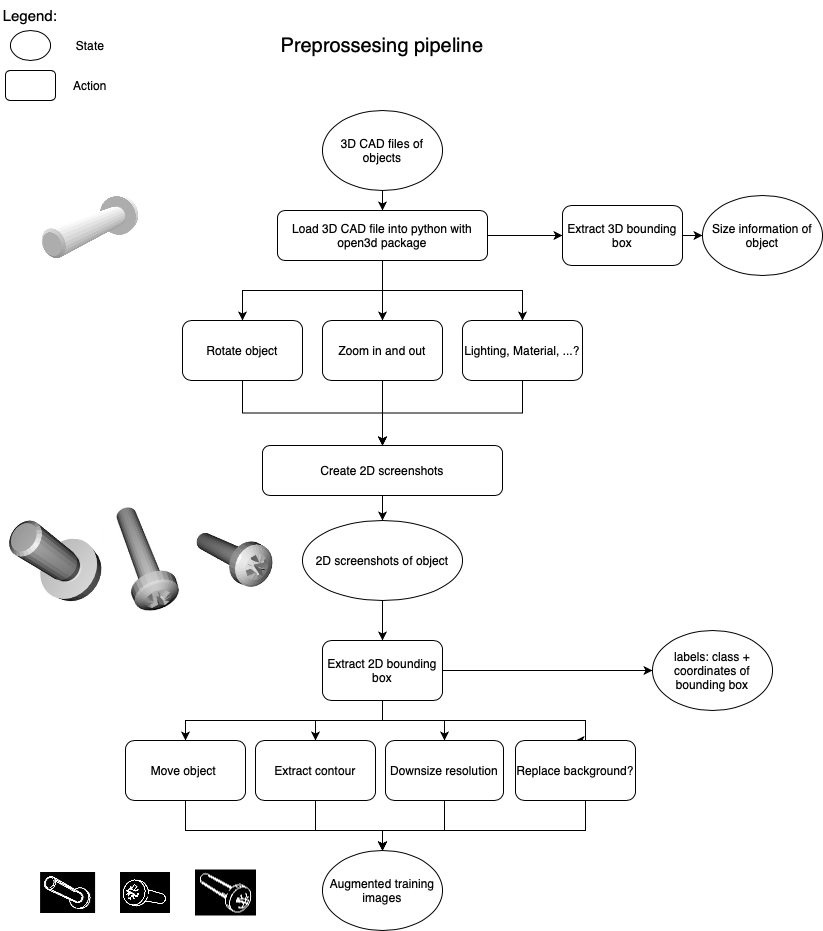 Legend:
State
Preprossesing pipeline
Action
3D CAD files of
objects
Load 3D CAD file into python with
open3d package
Extract 3D bounding
box
Size information of
object
Rotate object
Zoom in and out
Lighting, Material, ...?
Create 2D screenshots
2D screenshots of object
Extract 2D bounding
box
labels: class +
coordinates of
bounding box
Move object
Extract contour
Downsize resolution
Replace background?
Augmented training
images